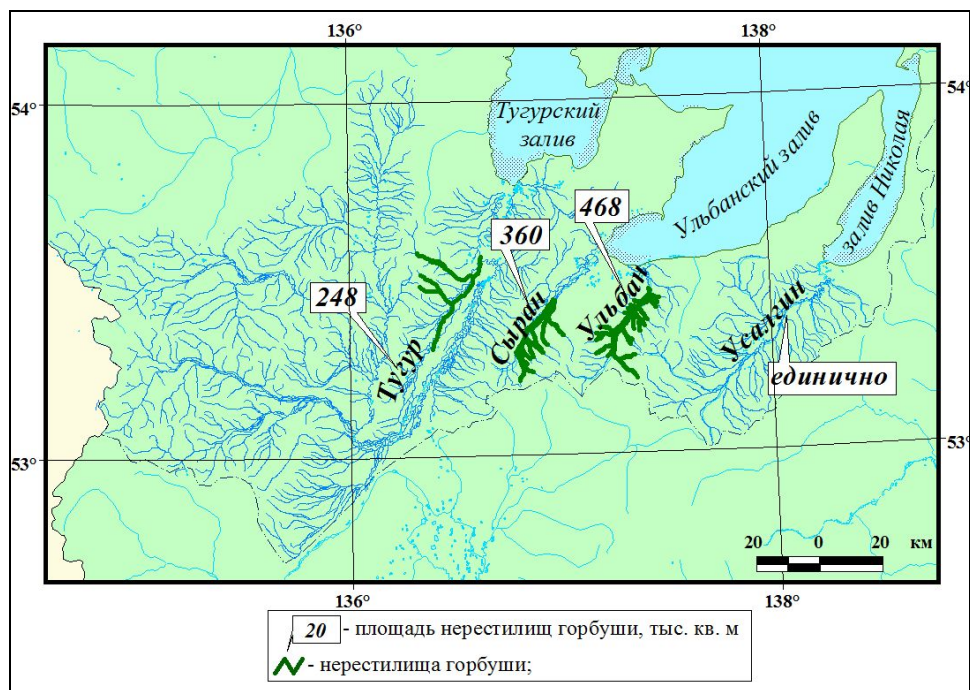 136°
138°
54°
54°
Тугурский
залив
Ульбанский залив
залив Николая
468
360
248
Тугур
Сыран
Ульбан
Усалгин
единично
53°
53°
20 0 20 км
136°
138°
20 - площадь нерестилищ горбуши, тыс. кв. м
- нерестилища горбуши;